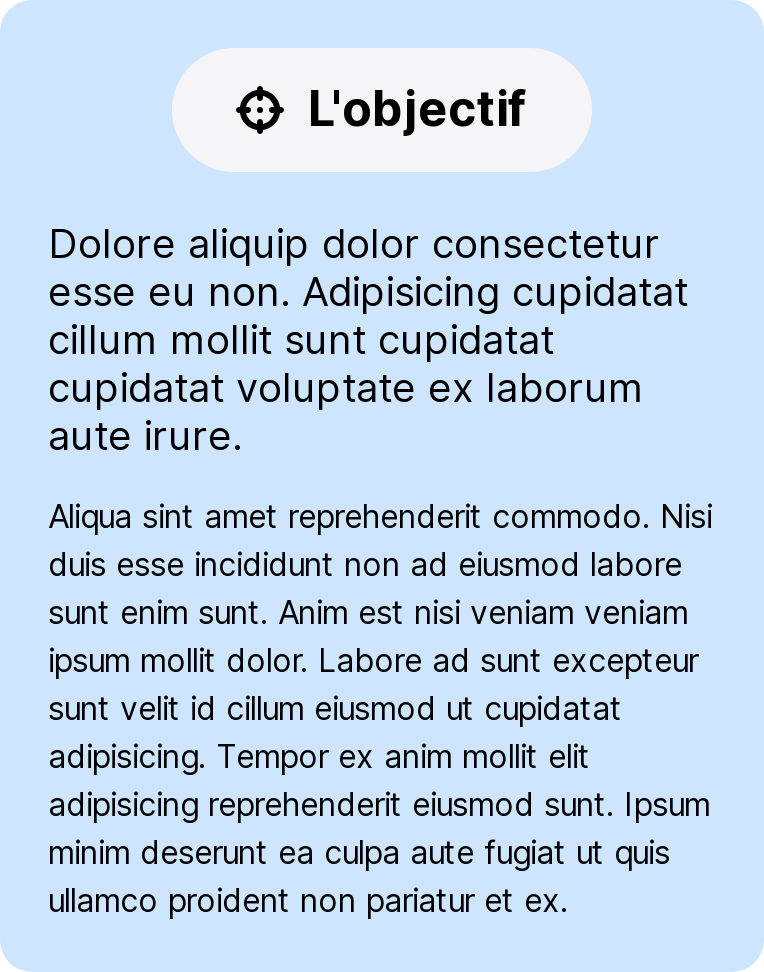 L'objectif
Dolore aliquip dolor consectetur
esse eu non. Adipisicing cupidatat
cillum mollit sunt cupidatat
cupidatat voluptate ex laborum
aute irure.
Aliqua sint amet reprehenderit commodo. Nisi
duis esse incididunt non ad eiusmod labore
sunt enim sunt. Anim est nisi veniam veniam
ipsum mollit dolor. Labore ad sunt excepteur
sunt velit id cillum eiusmod ut cupidatat
adipisicing. Tempor ex anim mollit elit
adipisicing reprehenderit eiusmod sunt. Ipsum
minim deserunt ea culpa aute fugiat ut quis
ullamco proident non pariatur et ex.